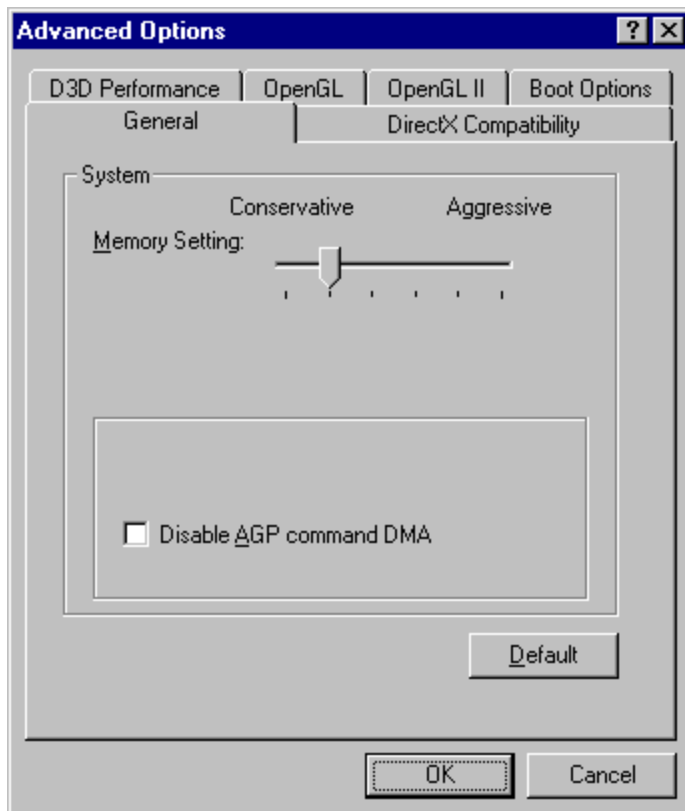 Advanced Options
D3D Performance OpenGL OpenGL II Boot Options
General DirectX Compatibility
System
Conservative Aggressive
Memory Setting:
Disable AGP command DMA
Default
OK Cancel